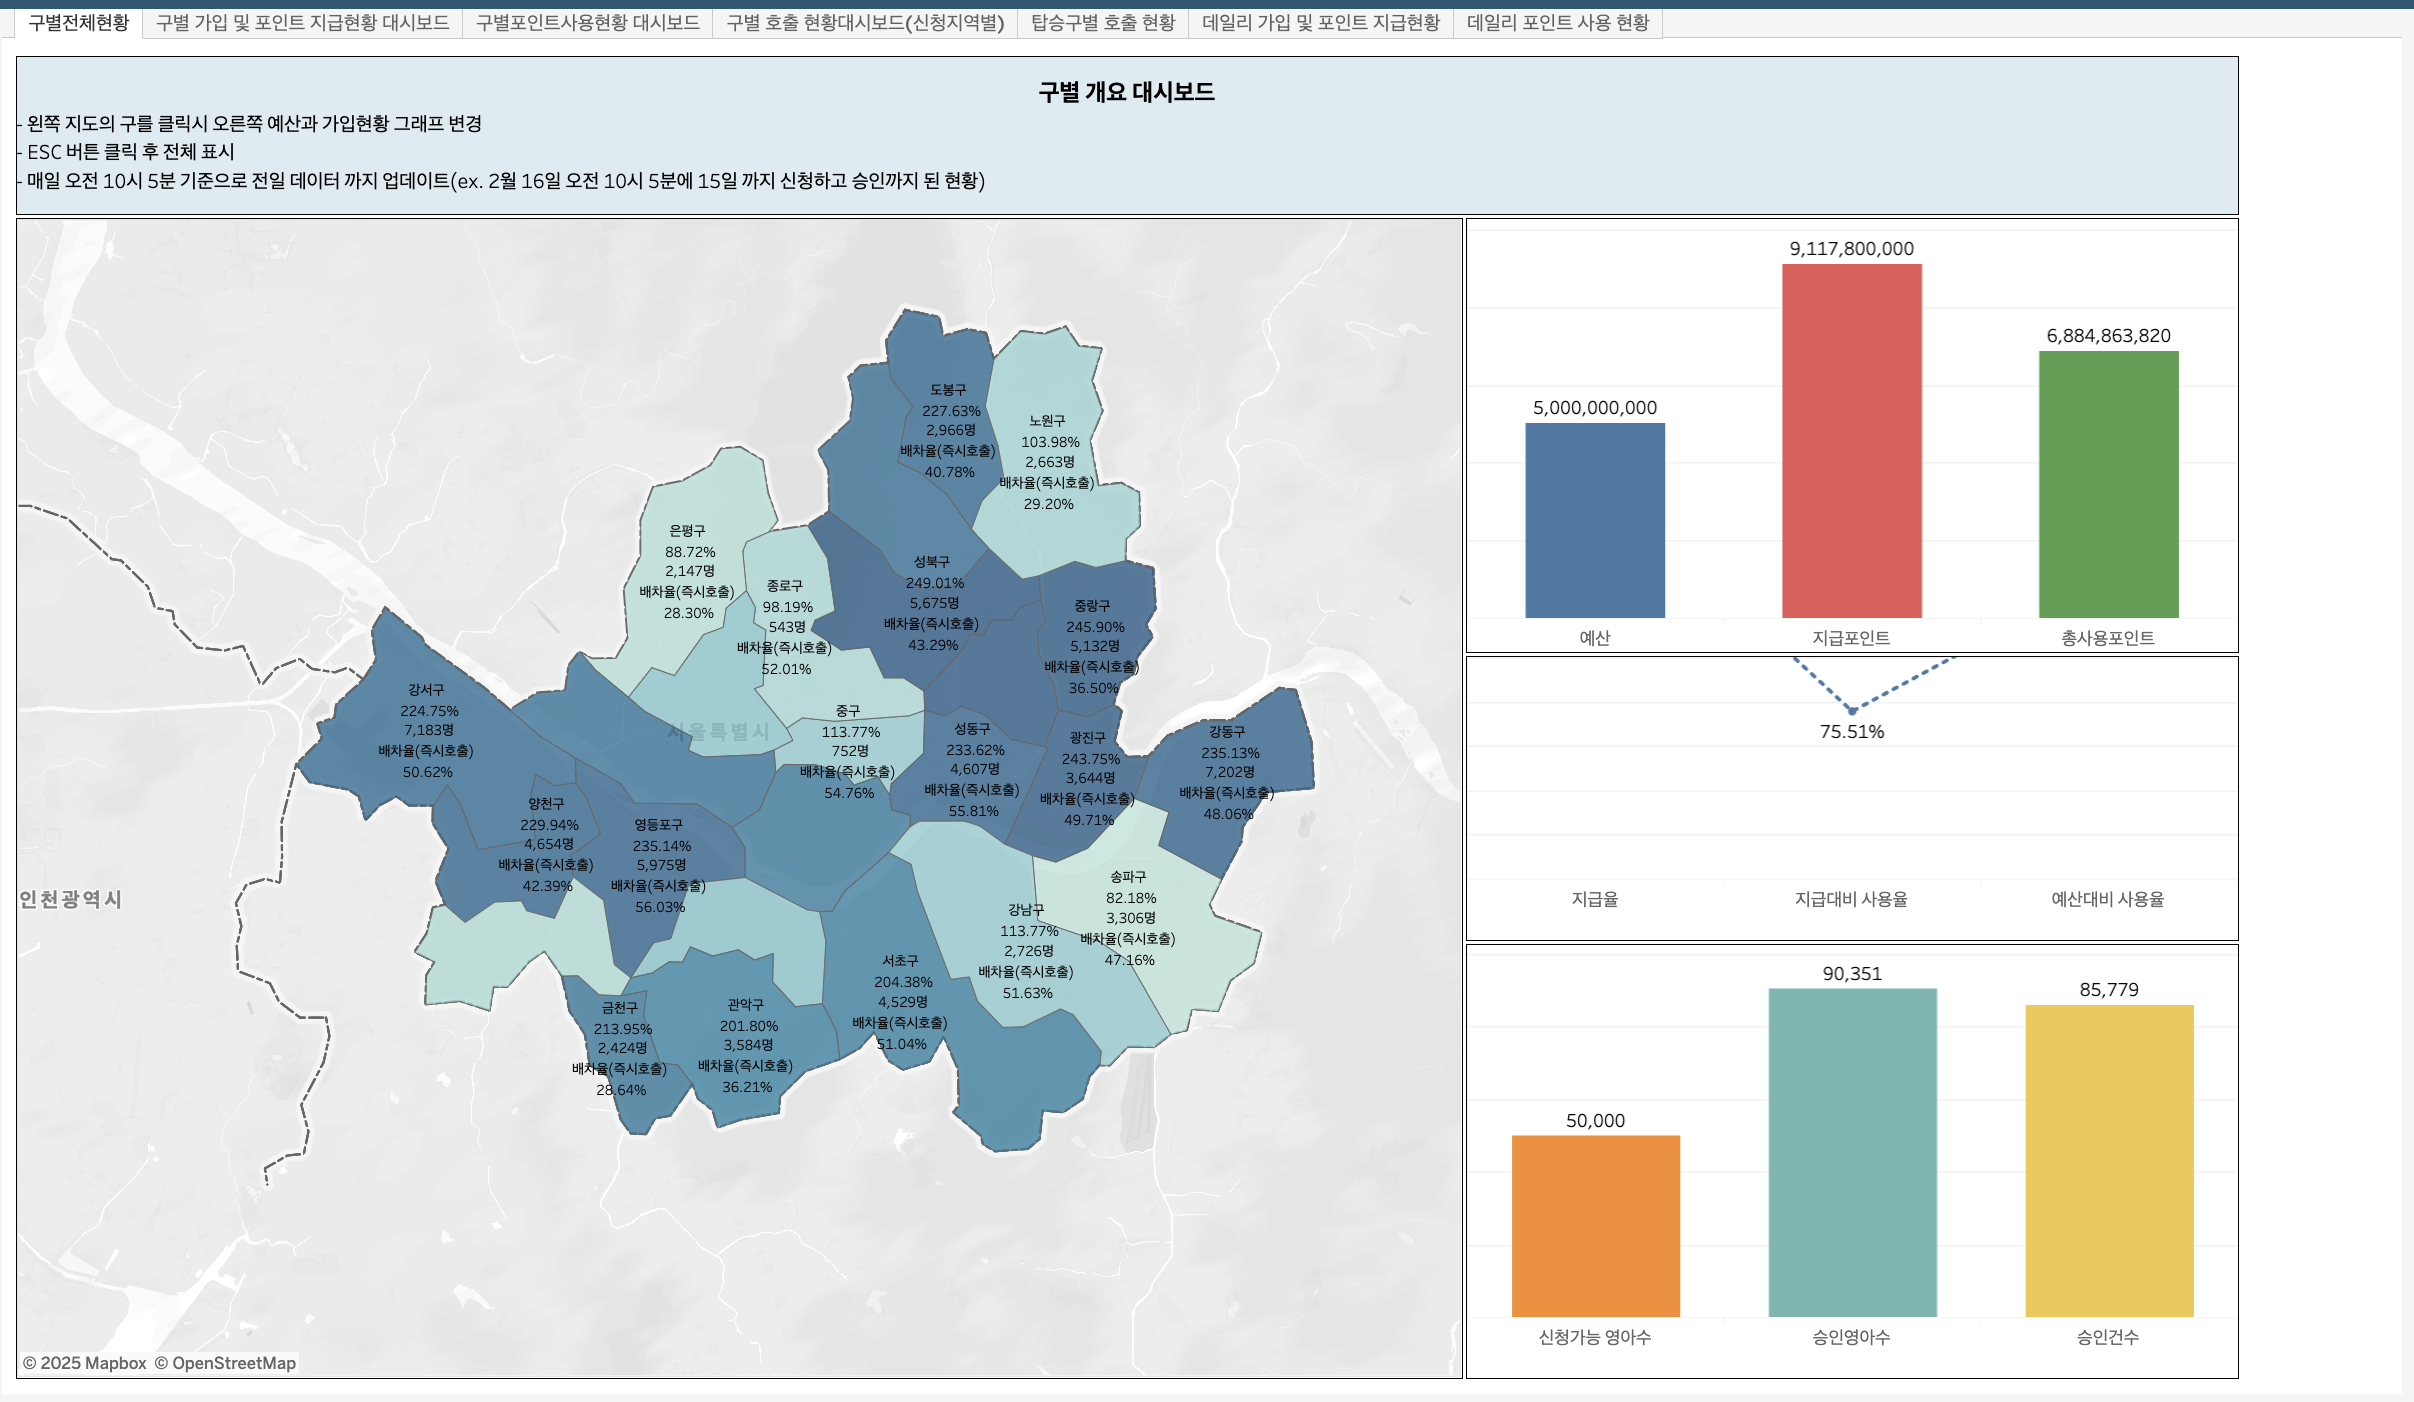 구별전체현황
구별 가입 및 포인트 지급현황 대시보드
구별포인트사용현황 대시보드
구별 호출 현황대시보드(신청지역별)
탑승구별 호출 현황
데일리 가입 및 포인트 지급현황
데일리 포인트 사용 현황
구별 개요 대시보드
- 왼쪽 지도의 구를 클릭시 오른쪽 예산과 가입현황 그래프 변경
- ESC 버튼 클릭 후 전체 표시
- 매일 오전 10시 5분 기준으로 전일 데이터 까지 업데이트(ex. 2월 16일 오전 10시 5분에 15일 까지 신청하고 승인까지 된 현황)
도봉구
227.63%
2,966명
배차율(즉시호출)
40.78%
노원구
103.98%
2,663명
배차율(즉시호출)
29.20%
은평구
88.72%
2,147명
배차율(즉시호출)
28.30%
종로구
98.19%
543명
배차율(즉시호출)
52.01%
성북구
249.01%
5,675명
배차율(즉시호출)
43.29%
중랑구
245.90%
5,132명
배차율(즉시호출)
36.50%
강서구
224.75%
7,183명
배차율(즉시호출)
50.62%
서울특별시
중구
113.77%
752명
배차율(즉시호출)
54.76%
성동구
233.62%
4,607명
배차율(즉시호출)
55.81%
광진구
243.75%
3,644명
배차율(즉시호출)
49.71%
강동구
235.13%
7,202명
배차율(즉시호출)
48.06%
양천구
229.94%
4,654명
배차율(즉시호출)
42.39%
영등포구
235.14%
5,975명
배차율(즉시호출)
56.03%
인천광역시
송파구
82.18%
3,306명
배차율(즉시호출)
47.16%
강남구
113.77%
2,726명
배차율(즉시호출)
51.63%
서초구
204.38%
4,529명
배차율(즉시호출)
51.04%
금천구
213.95%
2,424명
배차율(즉시호출)
28.64%
관악구
201.80%
3,584명
배차율(즉시호출)
36.21%
© 2025 Mapbox © OpenStreetMap
5,000,000,000
9,117,800,000
6,884,863,820
예산
지급포인트
총사용포인트
75.51%
지급율
지급대비 사용율
예산대비 사용율
50,000
90,351
85,779
신청가능 영아수
승인영아수
승인건수